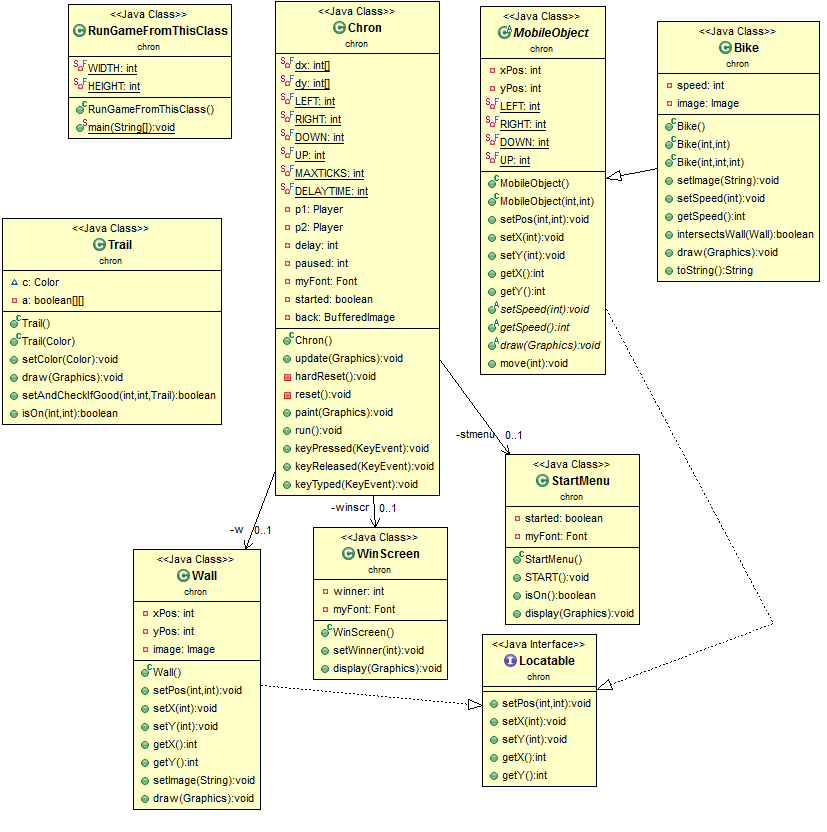 <<Java Class>>
RunGameFromThisClass
chron
WIDTH: int
HEIGHT: int
RunGameFromThisClass()
main(String[]):void
<<Java Class>>
Chron
chron
dx: int[]
dy: int[]
LEFT: int
RIGHT: int
DOWN: int
UP: int
MAXTICKS: int
DELAYTIME: int
p1: Player
p2: Player
delay: int
paused: int
myFont: Font
started: boolean
back: BufferedImage
Chron()
update(Graphics):void
hardReset():void
reset():void
paint(Graphics):void
run():void
keyPressed(KeyEvent):void
keyReleased(KeyEvent):void
keyTyped(KeyEvent):void
<<Java Class>>
MobileObject
chron
xPos: int
yPos: int
LEFT: int
RIGHT: int
DOWN: int
UP: int
MobileObject()
MobileObject(int,int)
setPos(int,int):void
setX(int):void
setY(int):void
getX():int
getY():int
setSpeed(int):void
getSpeed():int
draw(Graphics):void
move(int):void
<<Java Class>>
Bike
chron
speed: int
image: Image
Bike()
Bike(int,int)
Bike(int,int,int)
setImage(String):void
setSpeed(int):void
getSpeed():int
intersectsWall(Wall):boolean
draw(Graphics):void
toString():String
<<Java Class>>
Trail
chron
c: Color
a: boolean[][]
Trail()
Trail(Color)
setColor(Color):void
draw(Graphics):void
setAndCheckIfGood(int,int,Trail):boolean
isOn(int,int):boolean
-stmenu 0..1
-winscr 0..1
-w 0..1
<<Java Class>>
StartMenu
chron
started: boolean
myFont: Font
StartMenu()
START():void
isOn():boolean
display(Graphics):void
<<Java Class>>
WinScreen
chron
winner: int
myFont: Font
WinScreen()
setWinner(int):void
display(Graphics):void
<<Java Class>>
Wall
chron
xPos: int
yPos: int
image: Image
Wall()
setPos(int,int):void
setX(int):void
setY(int):void
getX():int
getY():int
setImage(String):void
draw(Graphics):void
<<Java Interface>>
Locatable
chron
setPos(int,int):void
setX(int):void
setY(int):void
getX():int
getY():int